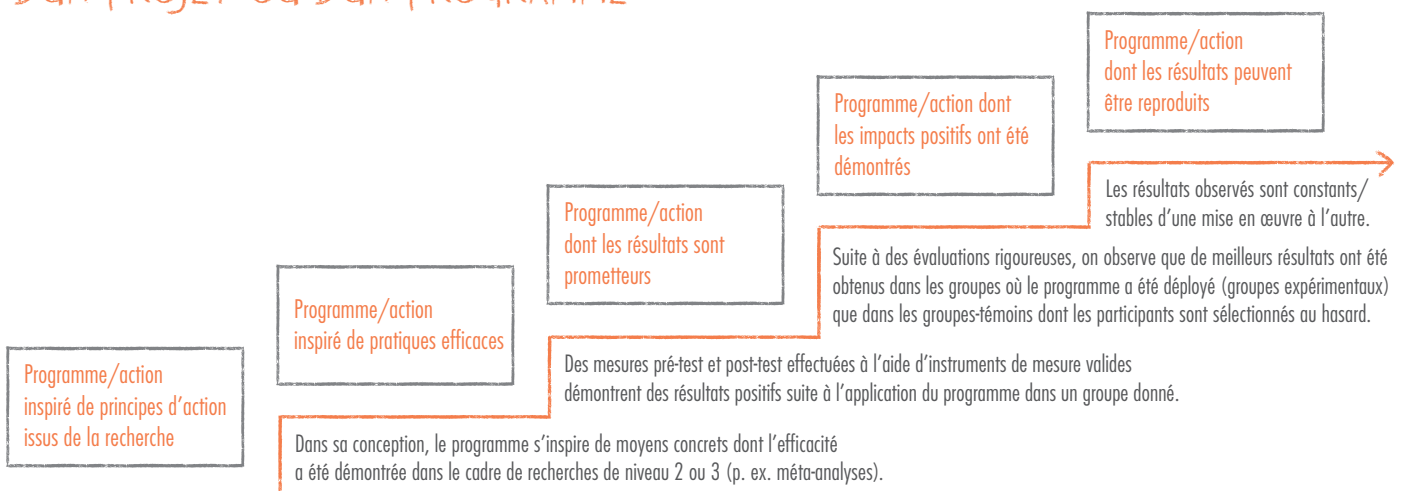 D'UN PROJET OU D'UN PROGRAMME
Programme/action
dont les résultats peuvent
être reproduits
Programme/action dont
les impacts positifs ont été
démontrés
Les résultats observés sont constants/
stables d'une mise en œuvre à l'autre.
Programme/action
dont les résultats sont
prometteurs
Suite à des évaluations rigoureuses, on observe que de meilleurs résultats ont été
obtenus dans les groupes où le programme a été déployé (groupes expérimentaux)
que dans les groupes-témoins dont les participants sont sélectionnés au hasard.
Programme/action
inspiré de pratiques efficaces
Des mesures pré-test et post-test effectuées à l'aide d'instruments de mesure valides
démontrent des résultats positifs suite à l'application du programme dans un groupe donné.
Programme/action
inspiré de principes d'action
issus de la recherche
Dans sa conception, le programme s'inspire de moyens concrets dont l'efficacité
a été démontrée dans le cadre de recherches de niveau 2 ou 3 (p. ex. méta-analyses).